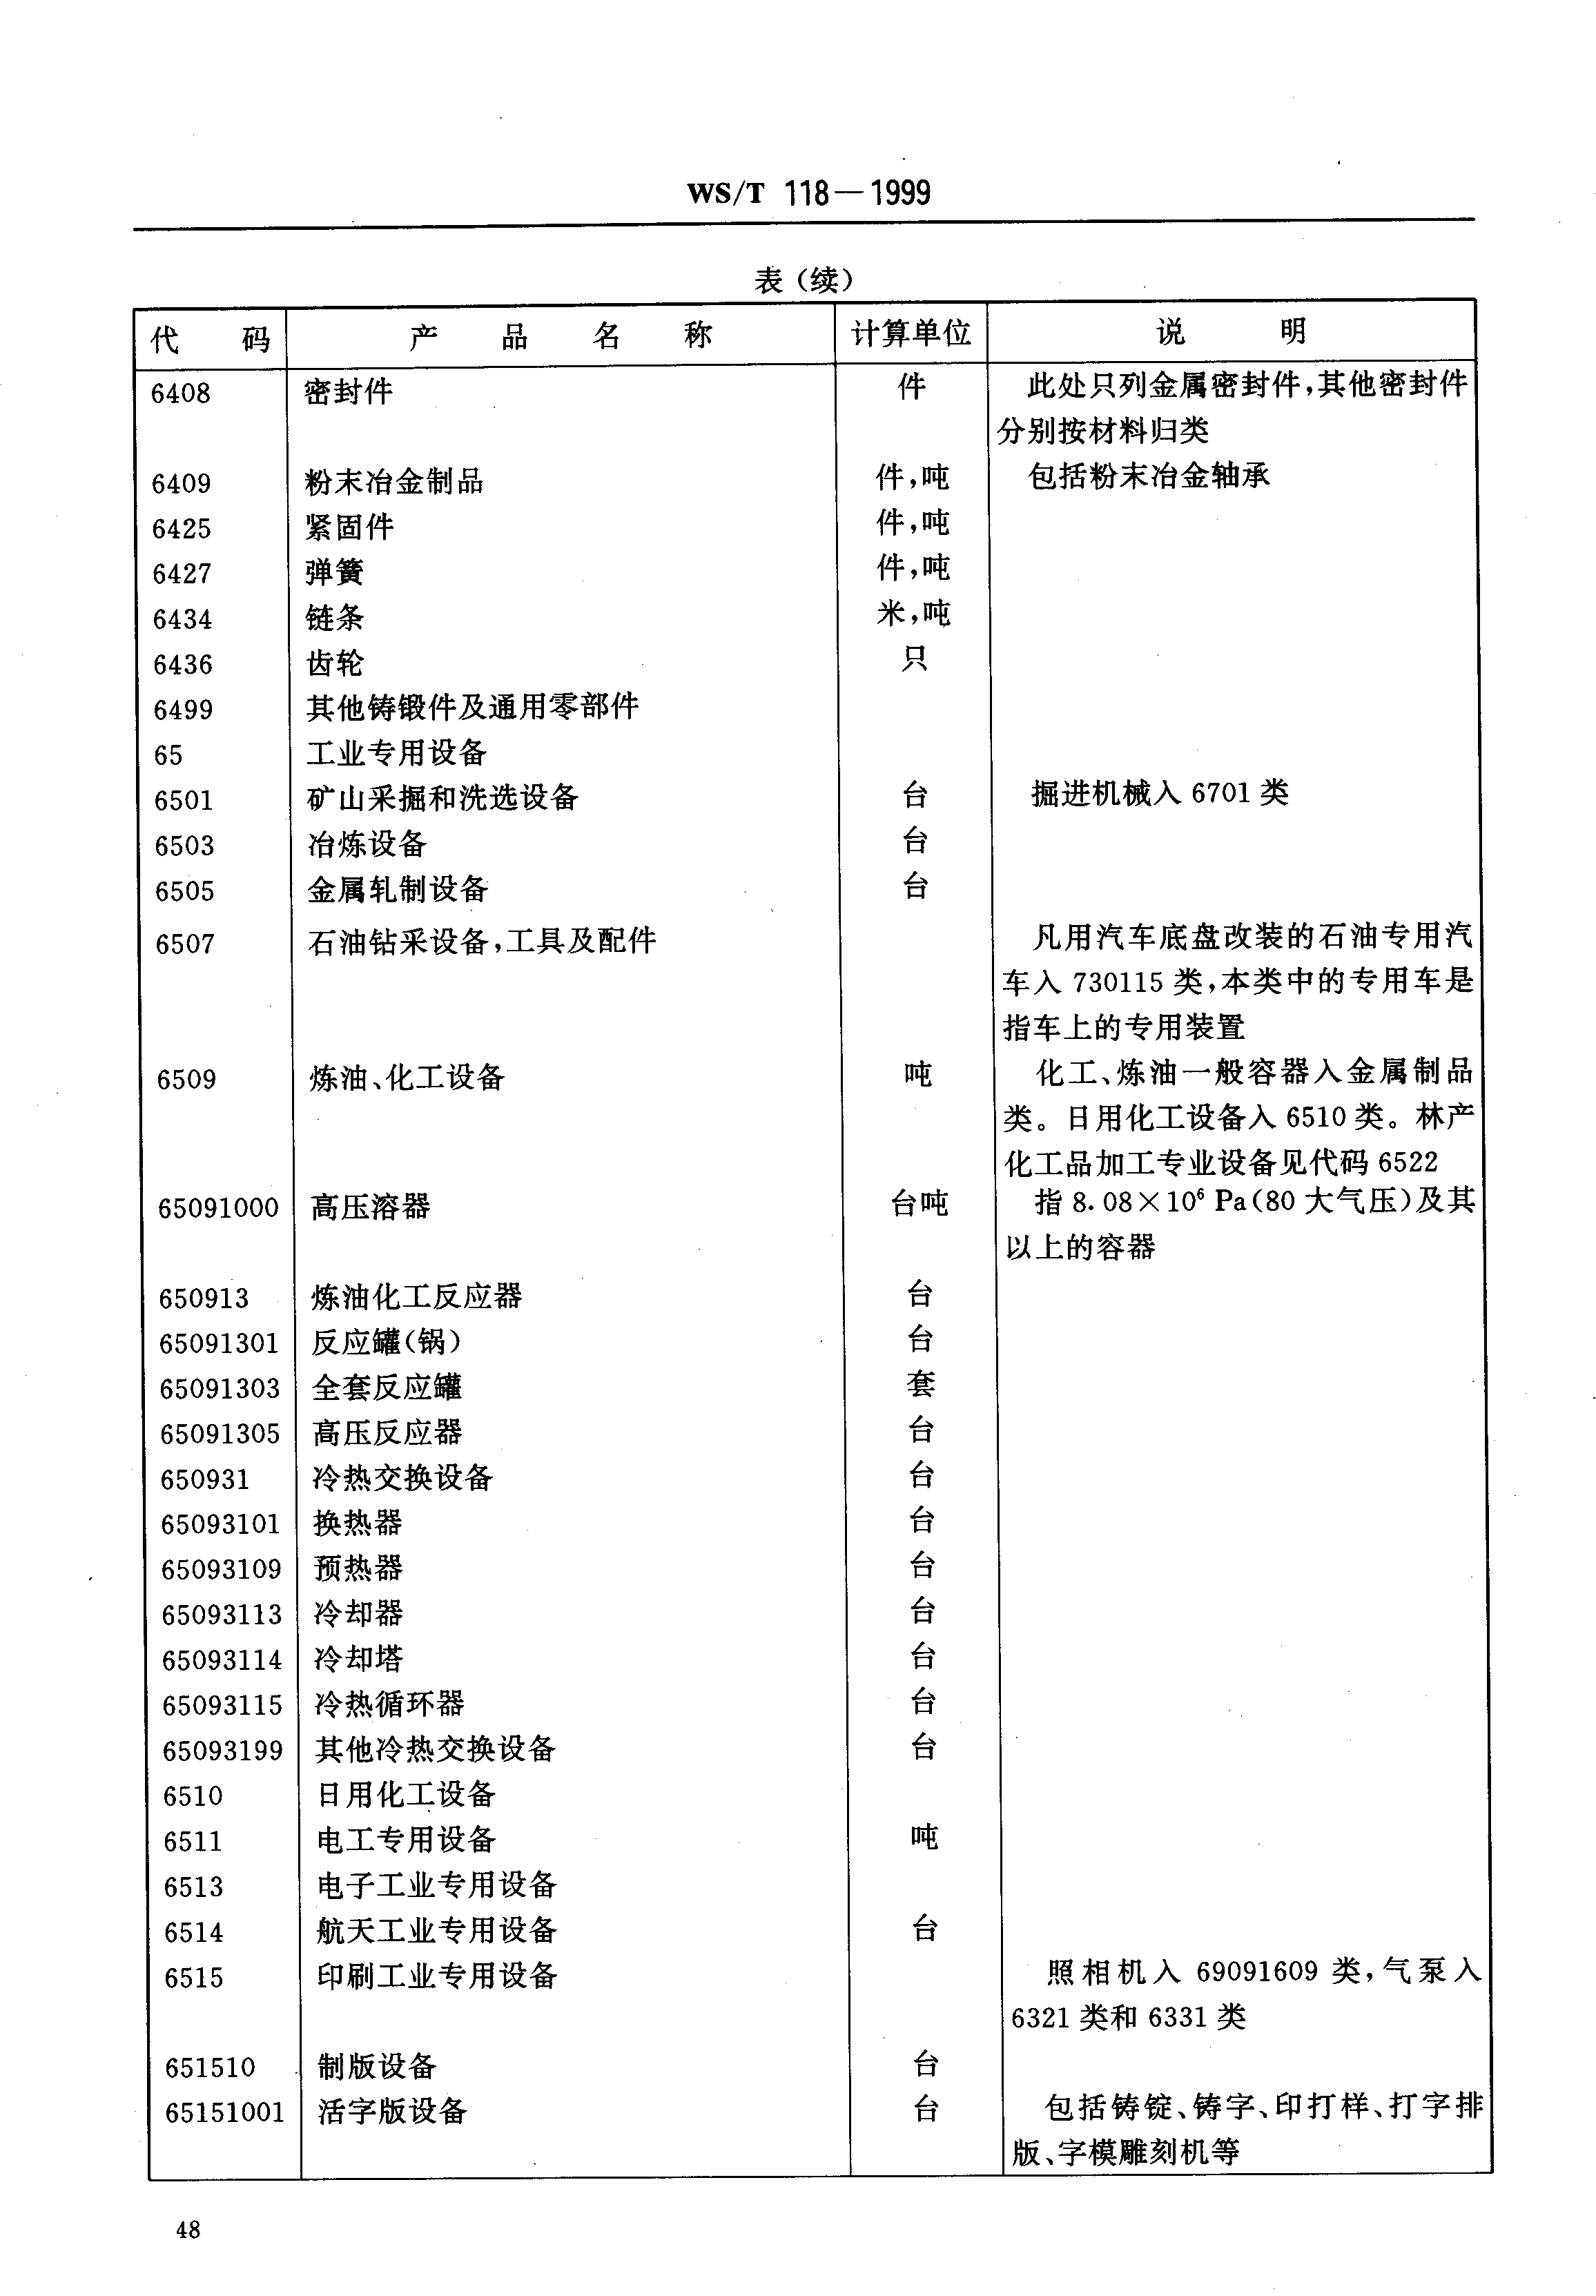 WS/T 118—1999
表（续）
代 码 产 品 名 称 计算单位 说 明
6408 密封件 件 此处只列金属密封件,其他密封件
分别按材料归类
6409 粉末冶金制品 件,吨 包括粉末冶金轴承
6425 紧固件 件,吨
6427 弹簧 件,吨
6434 链条 米,吨
6436 齿轮 只
6499 其他铸锻件及通用零部件
65 工业专用设备
6501 矿山采掘和洗选设备 台 掘进机械入 6701 类
6503 冶炼设备 台
6505 金属轧制设备 台
6507 石油钻采设备,工具及配件 凡用汽车底盘改装的石油专用汽
车入 730115 类,本类中的专用车是
指车上的专用装置
6509 炼油、化工设备 吨 化工、炼油一般容器入金属制品
类。日用化工设备入 6510 类。林产
化工品加工专业设备见代码 6522
65091000 高压溶器 台吨 指 8.08×10⁶ Pa(80 大气压)及其
以上的容器
650913 炼油化工反应器 台
65091301 反应罐(锅) 台
65091303 全套反应罐 套
65091305 高压反应器 台
650931 冷热交换设备 台
65093101 换热器 台
65093109 预热器 台
65093113 冷却器 台
65093114 冷却塔 台
65093115 冷热循环器 台
65093199 其他冷热交换设备 台
6510 日用化工设备
6511 电工专用设备 吨
6513 电子工业专用设备
6514 航天工业专用设备 台
6515 印刷工业专用设备 照相机入 69091609 类,气泵入
6321 类和 6331 类
651510 制版设备 台
65151001 活字版设备 台 包括铸锭、铸字、印打样、打字排
版、字模雕刻机等
48